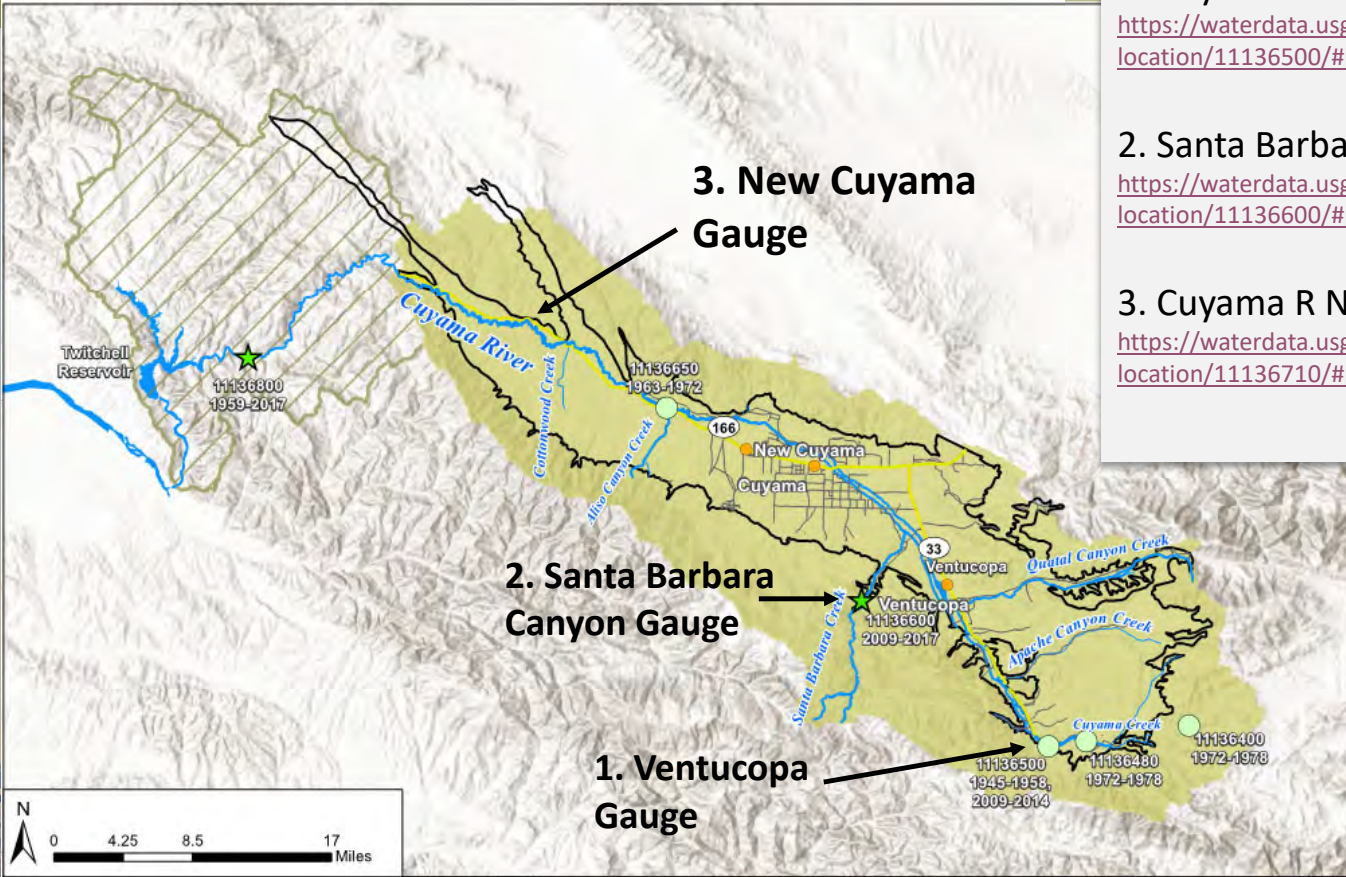 https://waterdata.usg
location/11136500/#
2. Santa Barba
https://waterdata.usg
location/11136600/#
3. Cuyama R N
https://waterdata.usg
location/11136710/#
3. New Cuyama
Gauge
Cuyama River
Twitchell
Reservoir
11136800
1959-2017
Cottonwood Creek
11136650
1963-1972
Aliso Canyon Creek
166
New Cuyama
Cuyama
33
Ventucopa
Quatal Canyon Creek
2. Santa Barbara
Canyon Gauge
Santa Barbara Creek
Ventucopa
11136600
2009-2017
Apache Canyon Creek
Cuyama Creek
1. Ventucopa
Gauge
11136500
1945-1958,
2009-2014
11136480
1972-1978
11136400
1972-1978
N
0 4.25 8.5 17
Miles